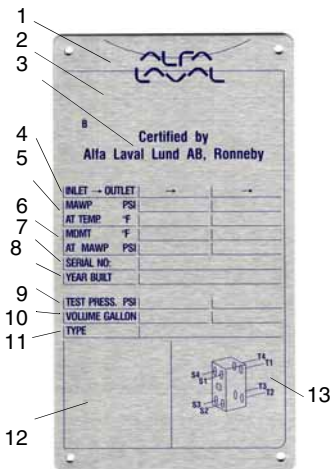 1
2
3
ALFA
LAVAL
B
Certified by
Alfa Laval Lund AB, Ronneby
4
INLET → OUTLET → →
5
MAWP PSI
AT TEMP. °F
6
MDMT °F
7
AT MAWP PSI
8
SERIAL NO:
YEAR BUILT
9
TEST PRESS. PSI
10
VOLUME GALLON
11
TYPE
12
T4
T1
S4
S1
T3
T2
S3
S2
13